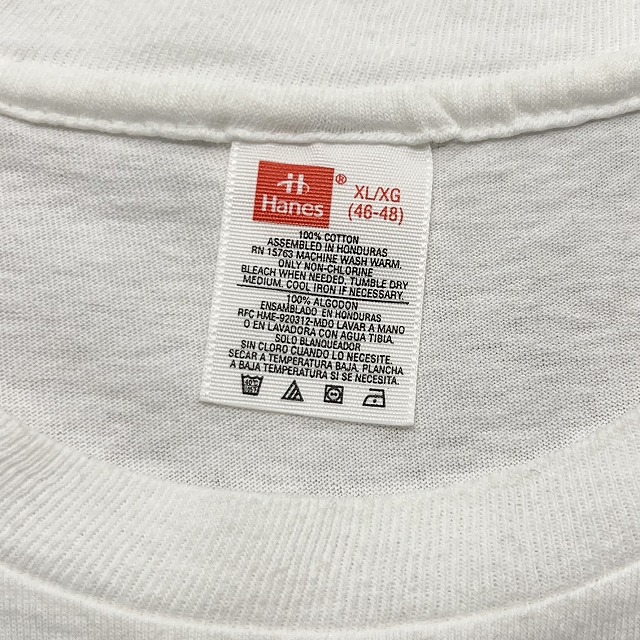 H
Hanes ®
XL/XG
(46-48)
100% COTTON
ASSEMBLED IN HONDURAS
RN 15763 MACHINE WASH WARM.
ONLY NON-CHLORINE
BLEACH WHEN NEEDED, TUMBLE DRY
MEDIUM. COOL IRON IF NECESSARY.
100% ALGODON
ENSAMBLADO EN HONDURAS
RFC HME-920312-MDO LAVAR A MANO
O EN LAVADORA CON AGUA TIBIA.
SOLO BLANQUEADOR
SIN CLORO CUANDO LO NECESITE.
SECAR A TEMPERATURA BAJA. PLANCHA
A BAJA TEMPERATURA SI SE NECESITA.